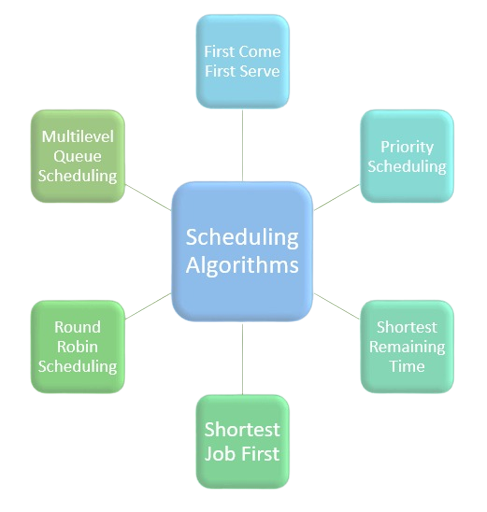 First Come
First Serve
Priority
Scheduling
Shortest
Remaining
Time
Shortest
Job First
Round
Robin
Scheduling
Multilevel
Queue
Scheduling
Scheduling
Algorithms